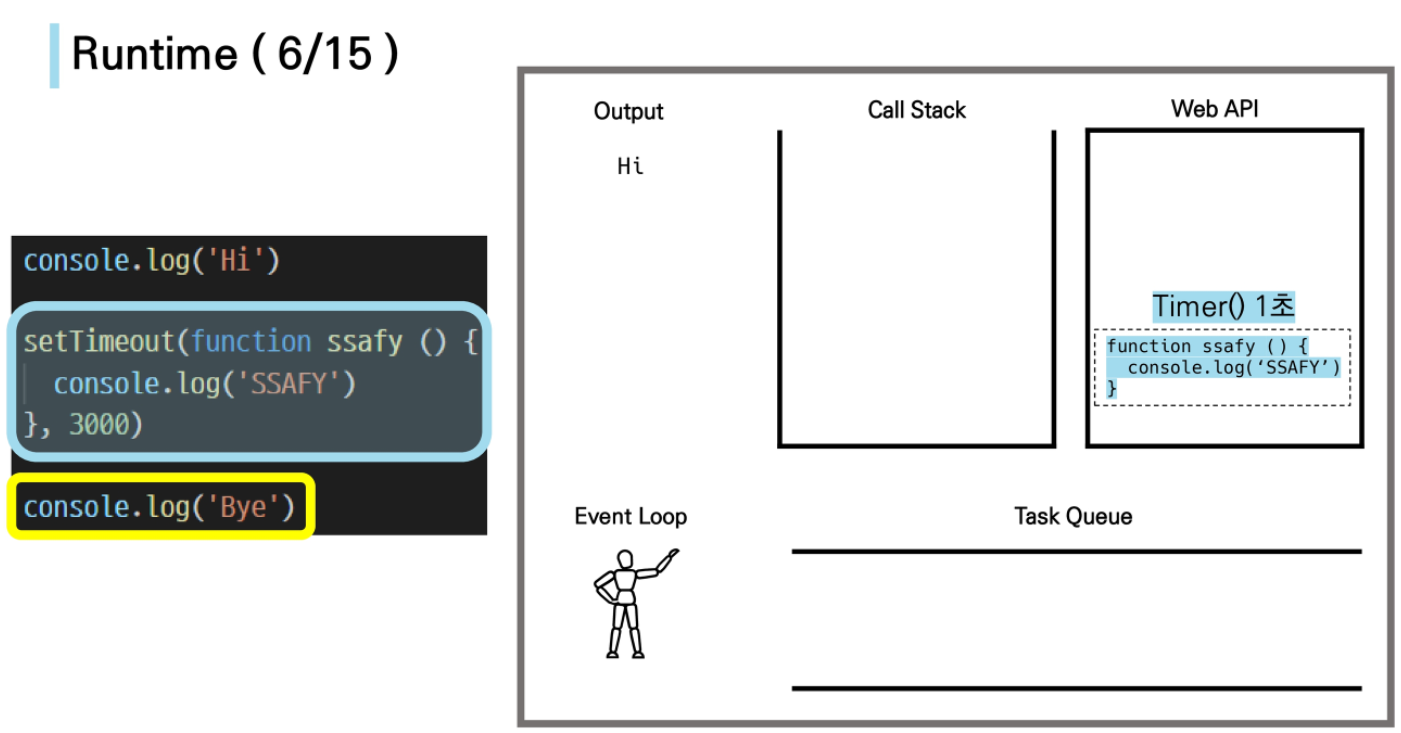 Runtime ( 6/15 )
console.log('Hi')
setTimeout(function ssafy () {
  console.log('SSAFY')
}, 3000)
console.log('Bye')
Output
Hi
Call Stack
Web API
Timer() 1초
function ssafy () {
  console.log(‘SSAFY’)
}
Event Loop
Task Queue